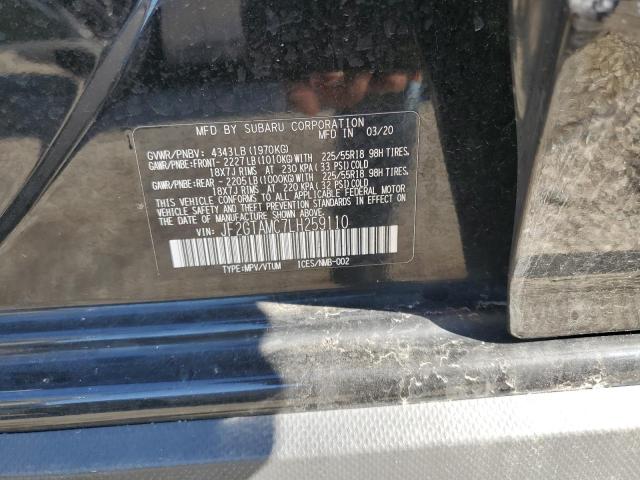 MFD BY SUBARU CORPORATION
MFD IN 03/20
GVWR/PNBV: 4343LB(1970KG)
GAWR/PNBE:FRONT- 2227LB(1010KG)WITH 225/55R18 98H TIRES.
18X7J RIMS AT 230 KPA(33 PSI)COLD
GAWR/PNBE:REAR - 2205LB(1000KG)WITH 225/55R18 98H TIRES.
18X7J RIMS AT 220 KPA(32 PSI)COLD
THIS VEHICLE CONFORMS TO ALL APPLICABLE FEDERAL MOTOR
VEHICLE SAFETY, BUMPER, AND THEFT PREVENTION STANDARDS
IN EFFECT ON THE DATE OF MANUFACTURE SHOWN ABOVE.
VIN: JF2GTAMC7LH259110
TYPE:MPV/VTUM ICES/NMB-002